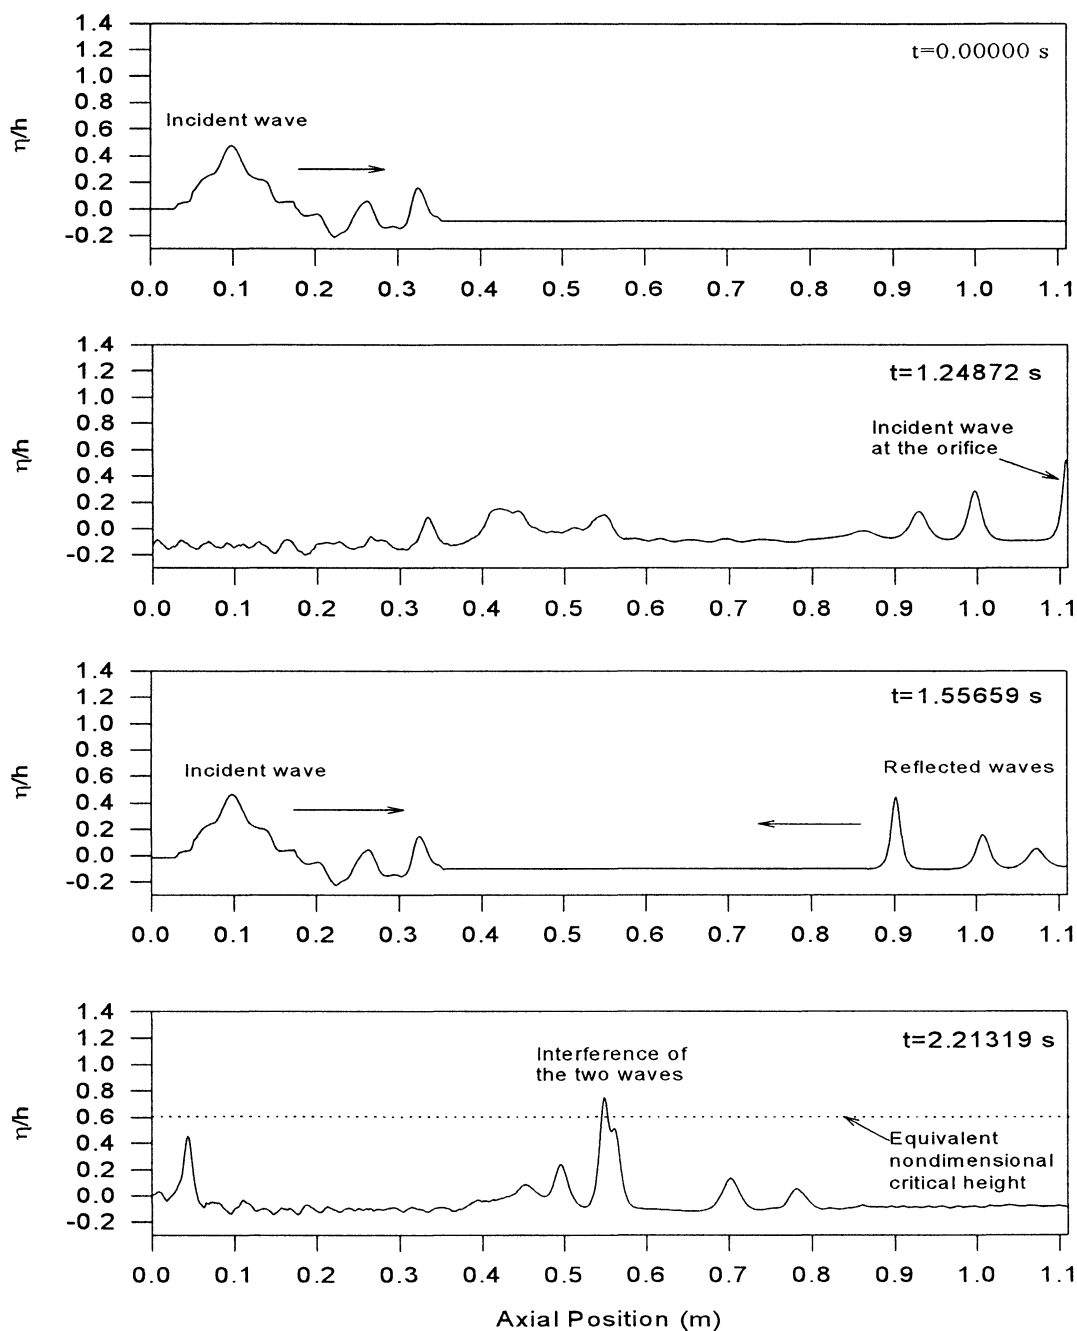 1.4
1.2
1.0
0.8
0.6
0.4
0.2
0.0
-0.2
η/h
t=0.00000 s
Incident wave
0.0 0.1 0.2 0.3 0.4 0.5 0.6 0.7 0.8 0.9 1.0 1.1
1.4
1.2
1.0
0.8
0.6
0.4
0.2
0.0
-0.2
η/h
t=1.24872 s
Incident wave
at the orifice
0.0 0.1 0.2 0.3 0.4 0.5 0.6 0.7 0.8 0.9 1.0 1.1
1.4
1.2
1.0
0.8
0.6
0.4
0.2
0.0
-0.2
η/h
t=1.55659 s
Incident wave
Reflected waves
0.0 0.1 0.2 0.3 0.4 0.5 0.6 0.7 0.8 0.9 1.0 1.1
1.4
1.2
1.0
0.8
0.6
0.4
0.2
0.0
-0.2
η/h
t=2.21319 s
Interference of
the two waves
Equivalent
nondimensional
critical height
0.0 0.1 0.2 0.3 0.4 0.5 0.6 0.7 0.8 0.9 1.0 1.1
Axial Position (m)